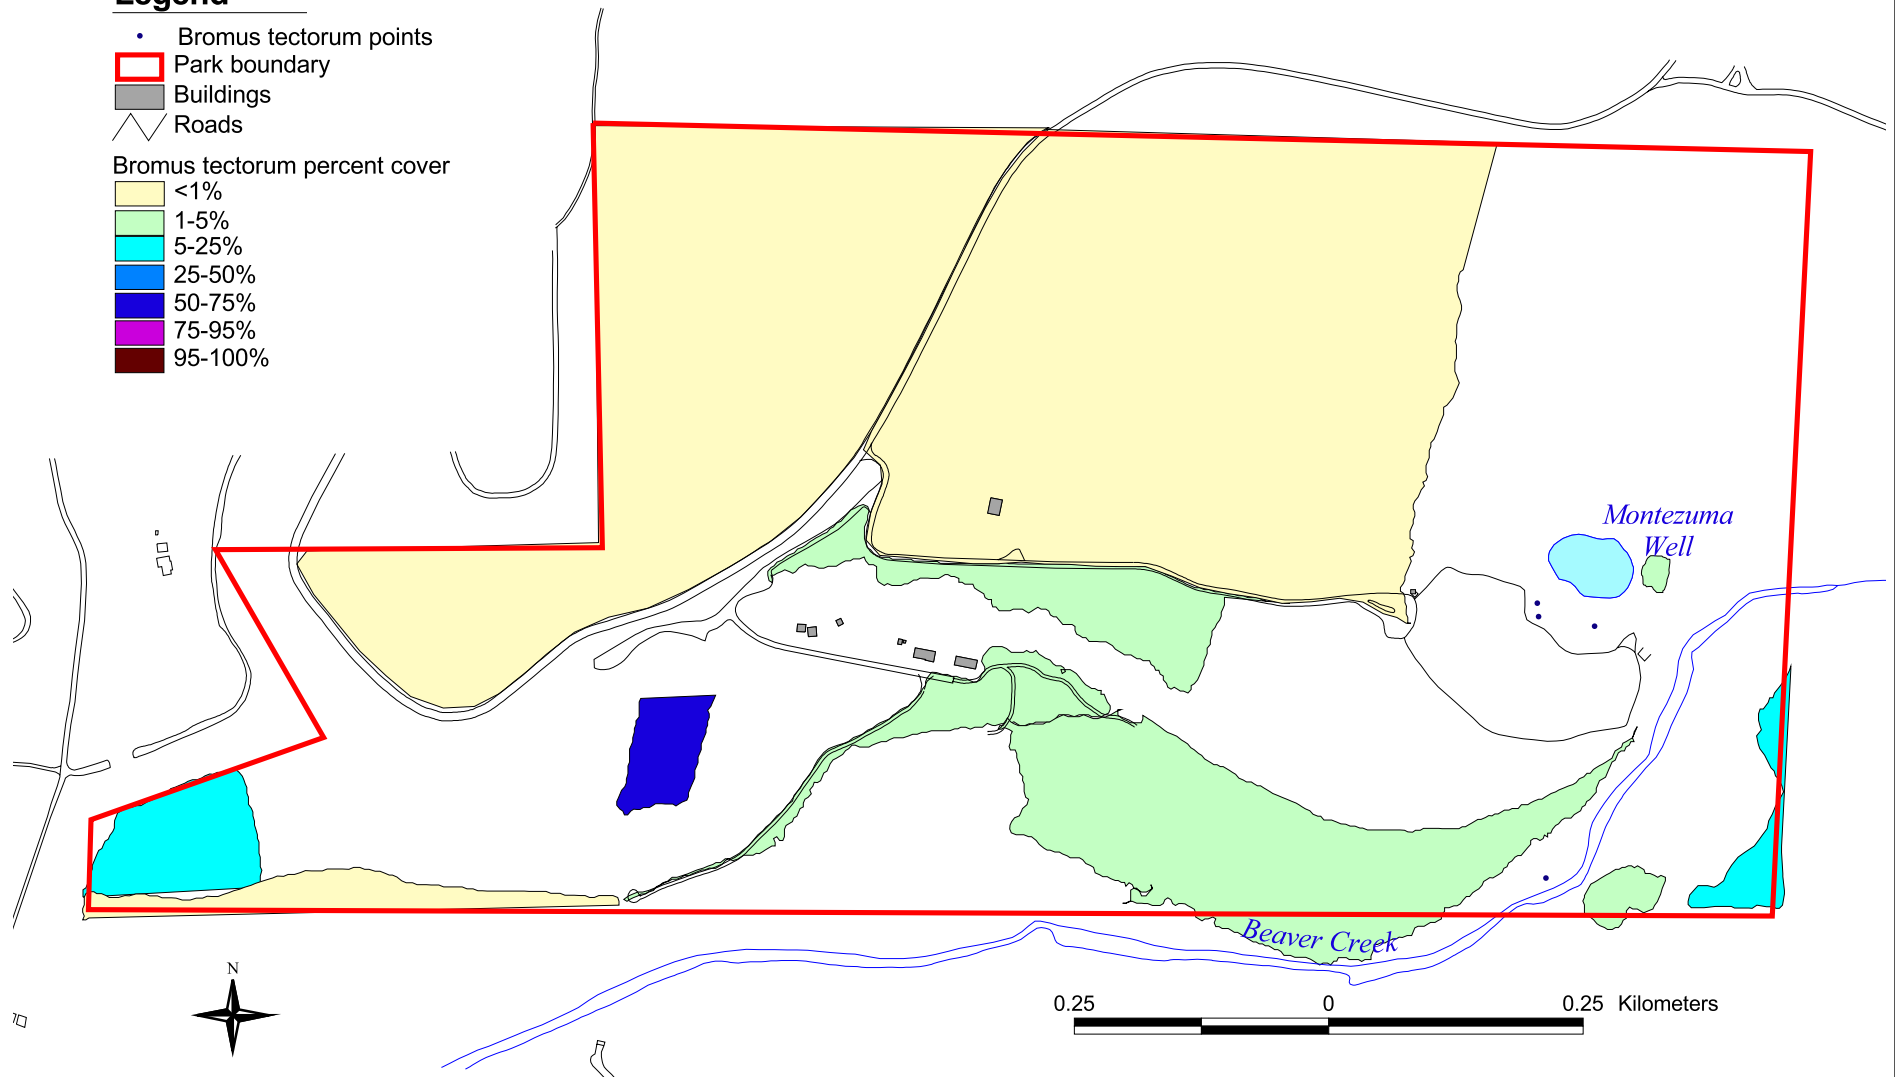 Legend
Bromus tectorum points
Park boundary
Buildings
Roads
Bromus tectorum percent cover
<1%
1-5%
5-25%
25-50%
50-75%
75-95%
95-100%
Montezuma
Well
Beaver Creek
N
0.25 0 0.25 Kilometers